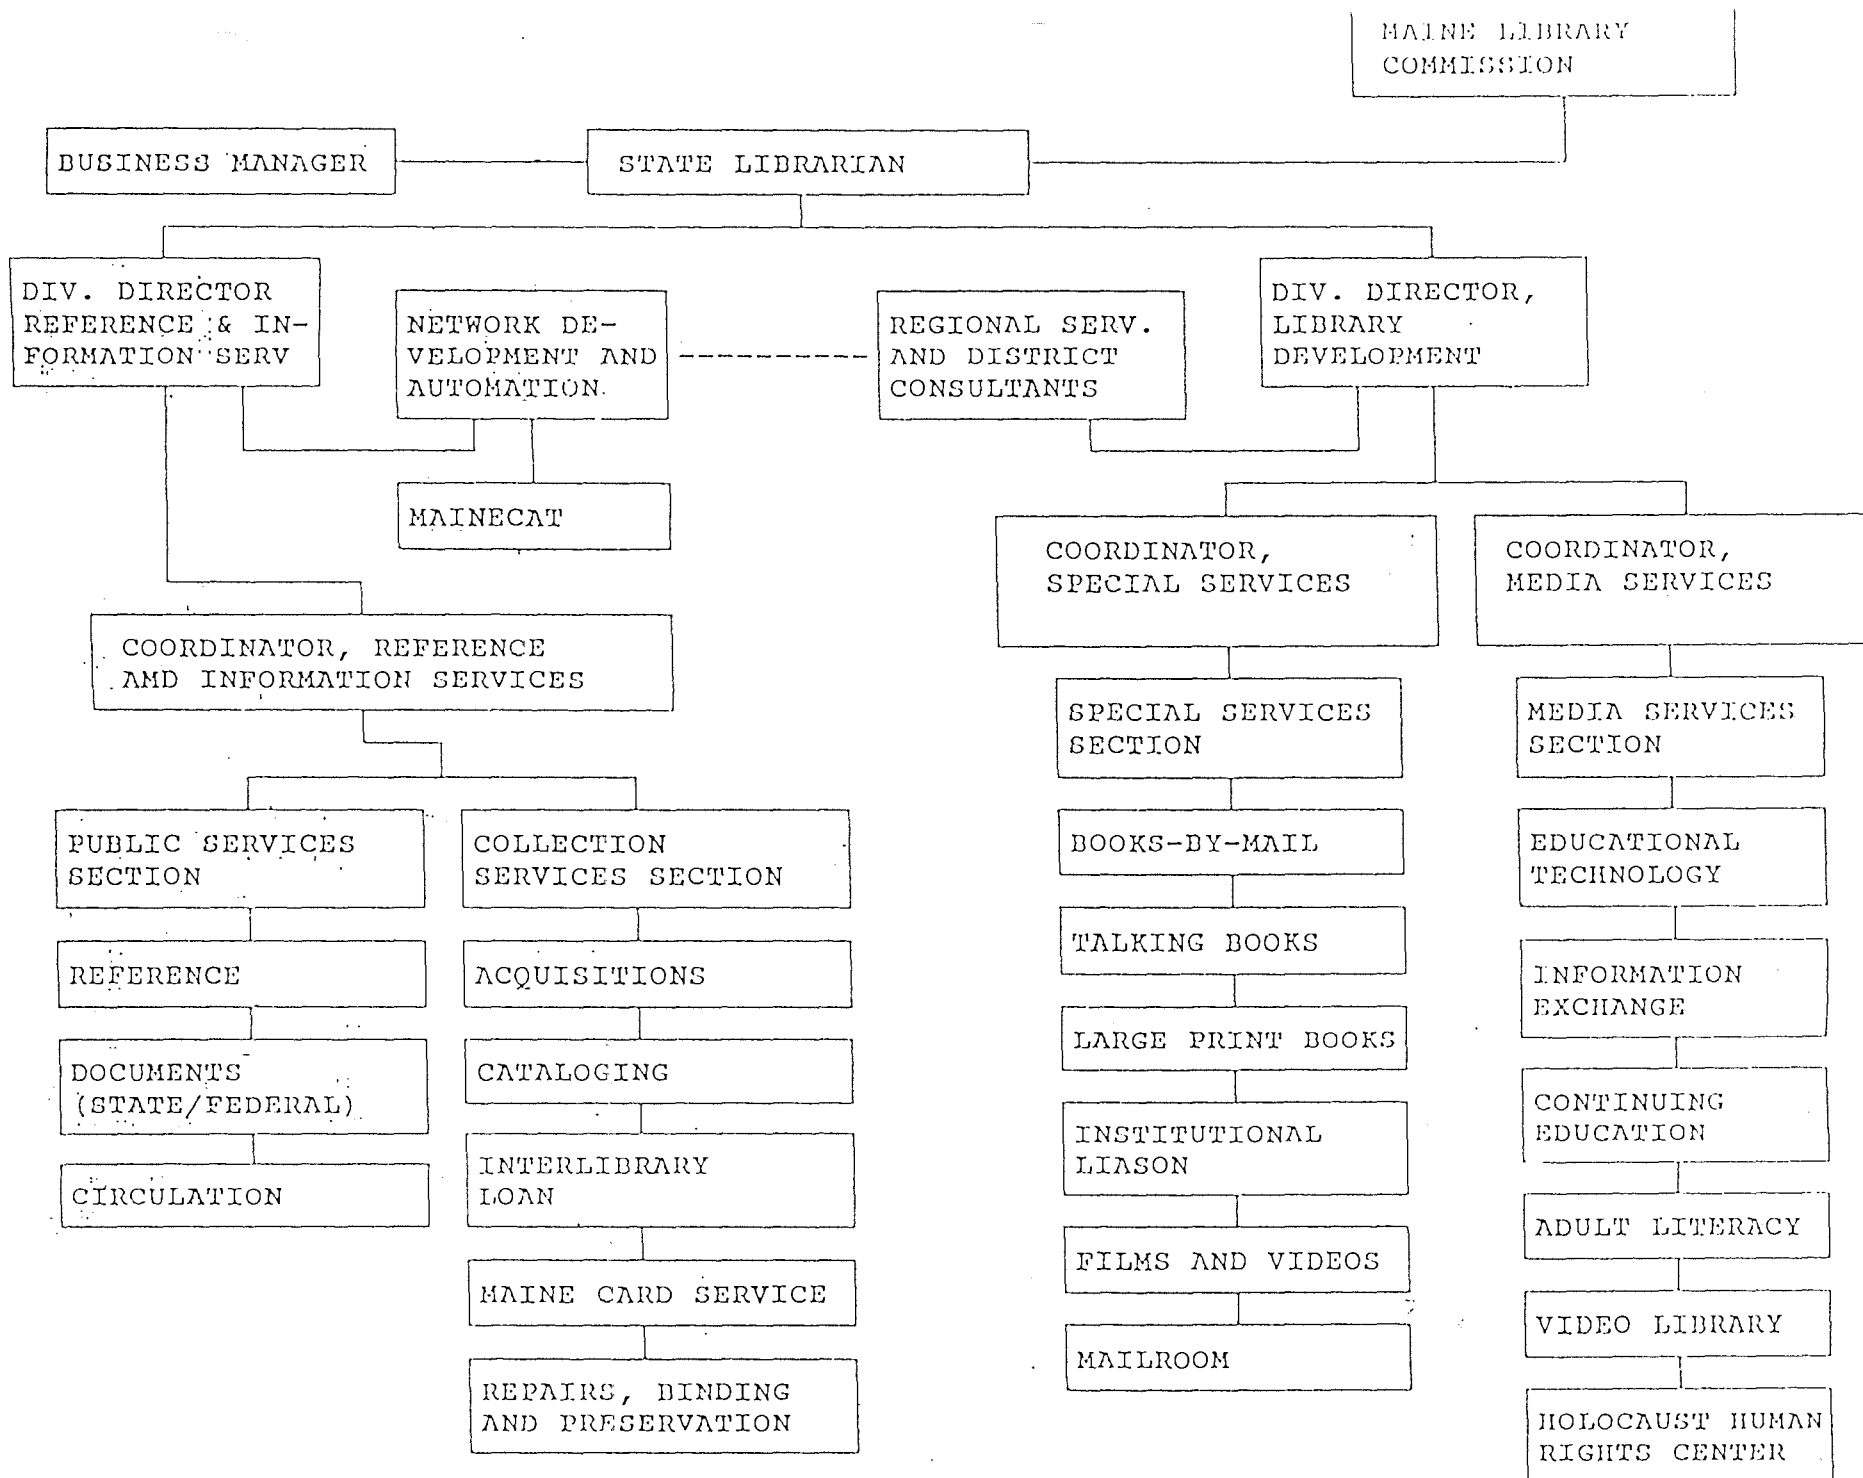 MAINE LIBRARY
COMMISSION
BUSINESS MANAGER
STATE LIBRARIAN
DIV. DIRECTOR
REFERENCE & IN-
FORMATION SERV
NETWORK DE-
VELOPMENT AND
AUTOMATION
REGIONAL SERV.
AND DISTRICT
CONSULTANTS
DIV. DIRECTOR,
LIBRARY
DEVELOPMENT
MAINECAT
COORDINATOR,
SPECIAL SERVICES
COORDINATOR,
MEDIA SERVICES
COORDINATOR, REFERENCE
AMD INFORMATION SERVICES
SPECIAL SERVICES
SECTION
MEDIA SERVICES
SECTION
PUBLIC SERVICES
SECTION
COLLECTION
SERVICES SECTION
BOOKS-BY-MAIL
EDUCATIONAL
TECHNOLOGY
REFERENCE
ACQUISITIONS
TALKING BOOKS
INFORMATION
EXCHANGE
DOCUMENTS
(STATE/FEDERAL)
CATALOGING
LARGE PRINT BOOKS
CONTINUING
EDUCATION
CIRCULATION
INTERLIBRARY
LOAN
INSTITUTIONAL
LIASON
ADULT LITERACY
MAINE CARD SERVICE
FILMS AND VIDEOS
VIDEO LIBRARY
REPAIRS, BINDING
AND PRESERVATION
MAILROOM
HOLOCAUST HUMAN
RIGHTS CENTER